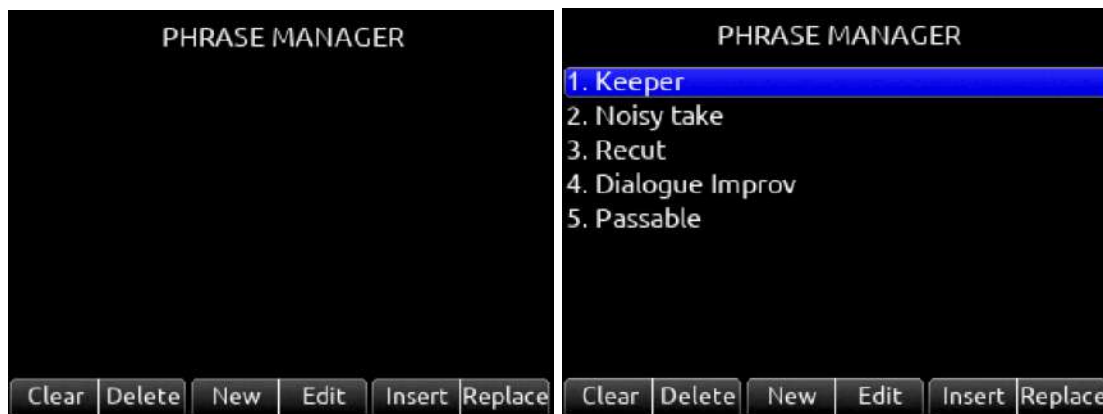 PHRASE MANAGER
Clear Delete New Edit Insert Replace
PHRASE MANAGER
1. Keeper
2. Noisy take
3. Recut
4. Dialogue Improv
5. Passable
Clear Delete New Edit Insert Replace